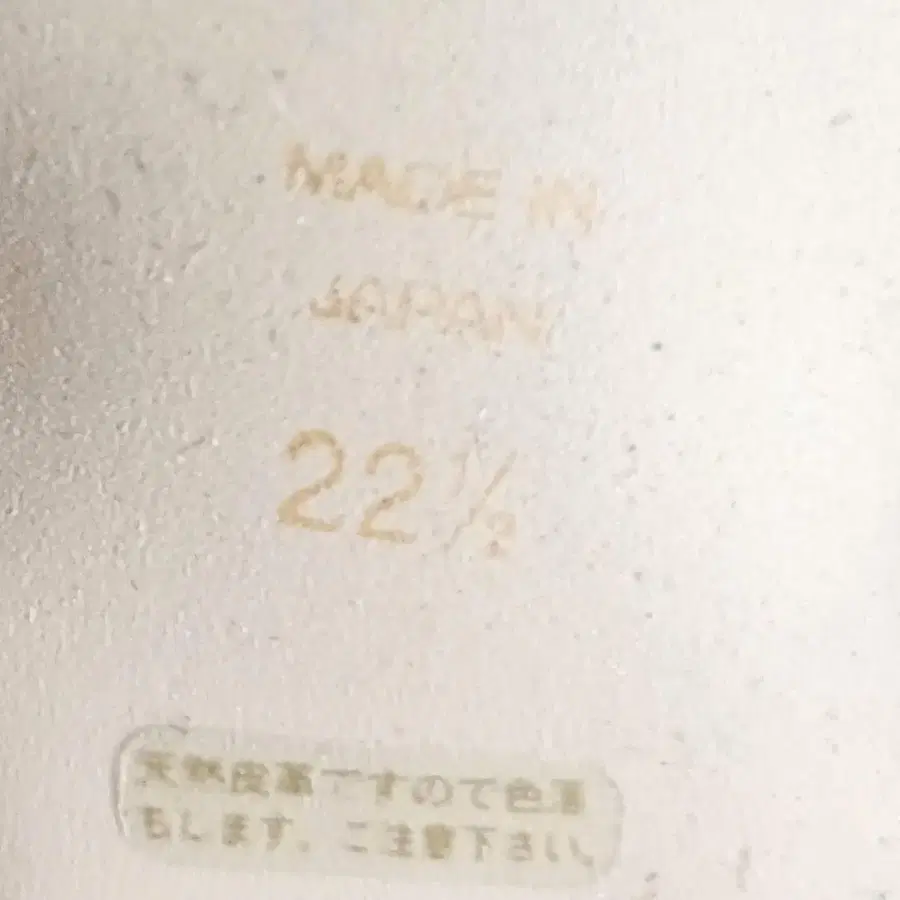 MADE IN
JAPAN
22½
天然皮革ですので色落
もします。ご注意下さい。